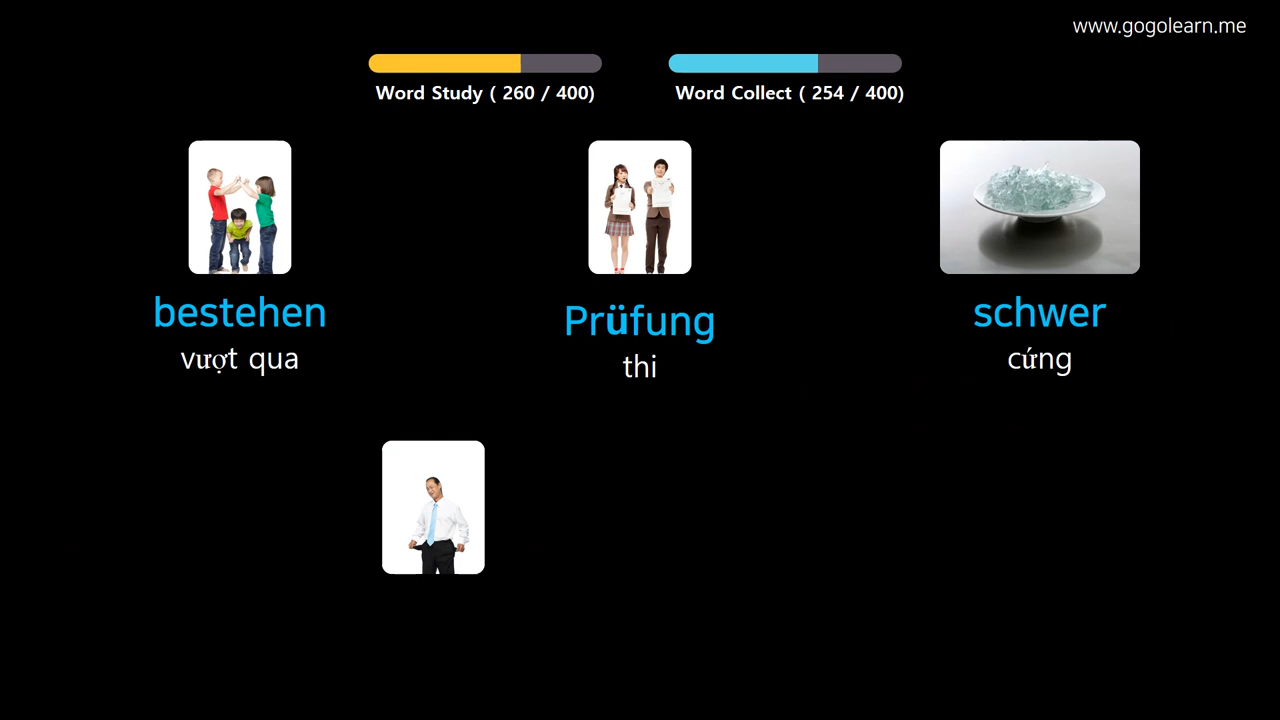 www.gogolearn.me
Word Study ( 260 / 400)
Word Collect ( 254 / 400)
bestehen
vượt qua
Prüfung
thi
schwer
cứng